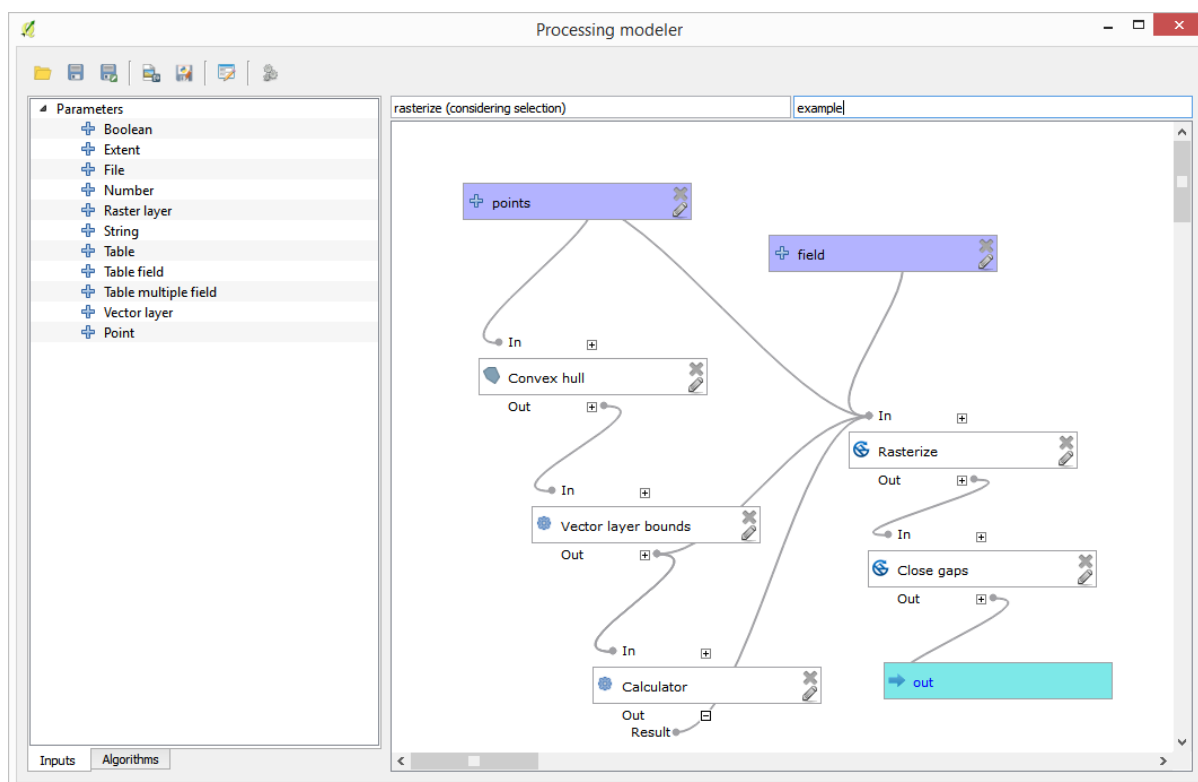 Processing modeler
Parameters
Boolean
Extent
File
Number
Raster layer
String
Table
Table field
Table multiple field
Vector layer
Point
Inputs
Algorithms
rasterize (considering selection)
example
points
field
In
Convex hull
Out
In
Rasterize
Out
In
Vector layer bounds
Out
In
Close gaps
Out
In
Calculator
Out
Result
out